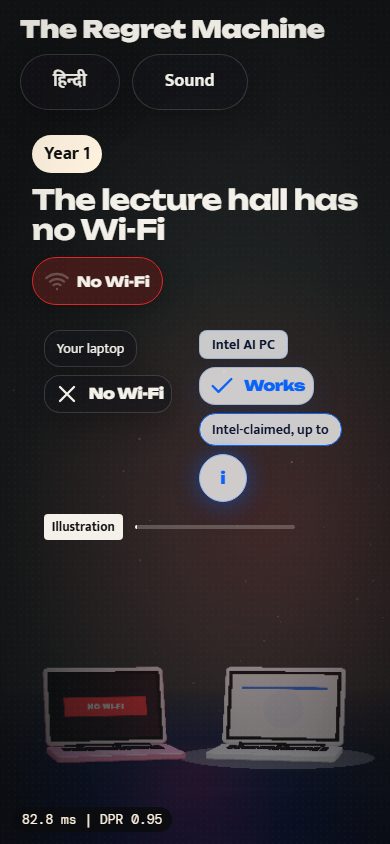 The Regret Machine
हिन्दी
Sound
Year 1
The lecture hall has
no Wi-Fi
No Wi-Fi
Your laptop
No Wi-Fi
Intel AI PC
Works
Intel-claimed, up to
i
Illustration
NO WI-FI
82.8 ms | DPR 0.95